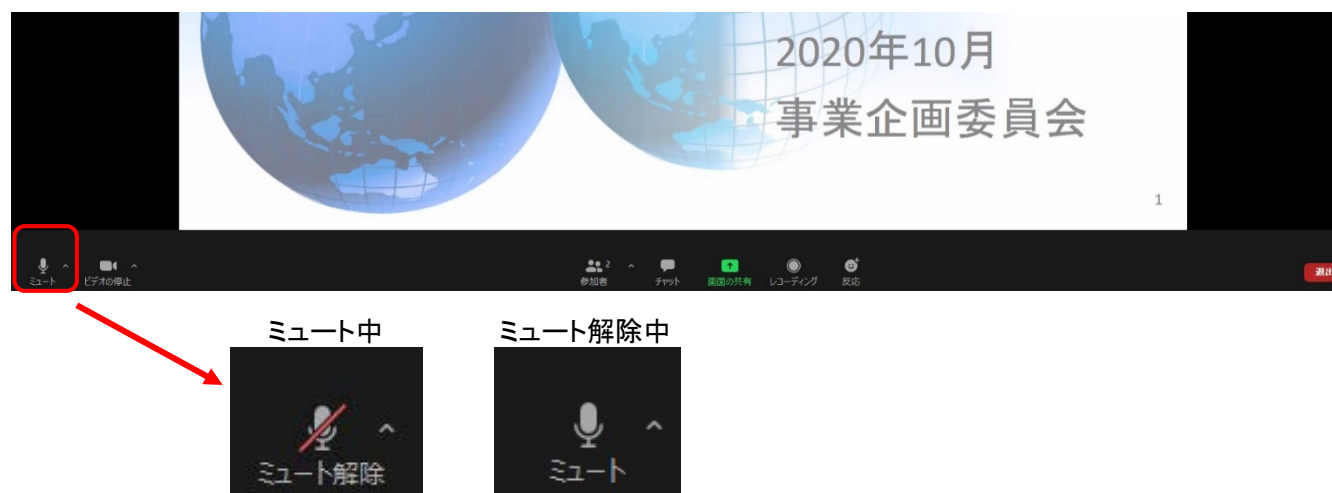 2020年10月
事業企画委員会
1
ミュート
ビデオの停止
2
参加者
チャット
画面の共有
レコーディング
反応
退出
ミュート中
ミュート解除中
ミュート解除
ミュート